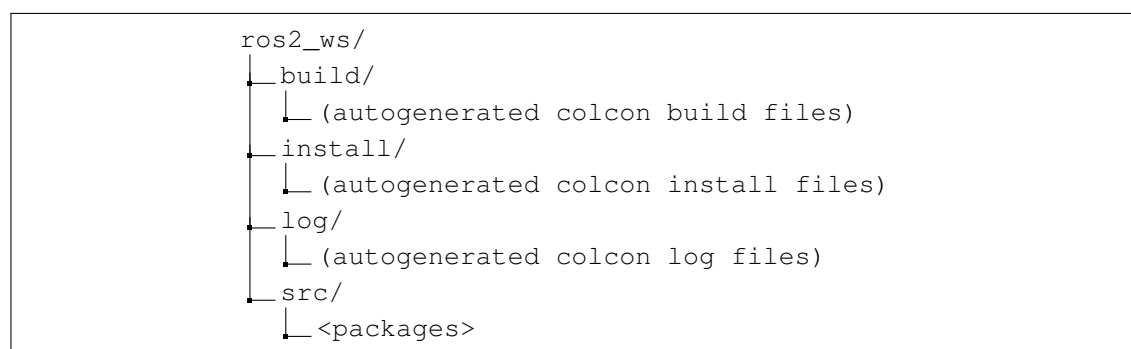 ros2_ws/
build/
(autogenerated colcon build files)
install/
(autogenerated colcon install files)
log/
(autogenerated colcon log files)
src/
<packages>